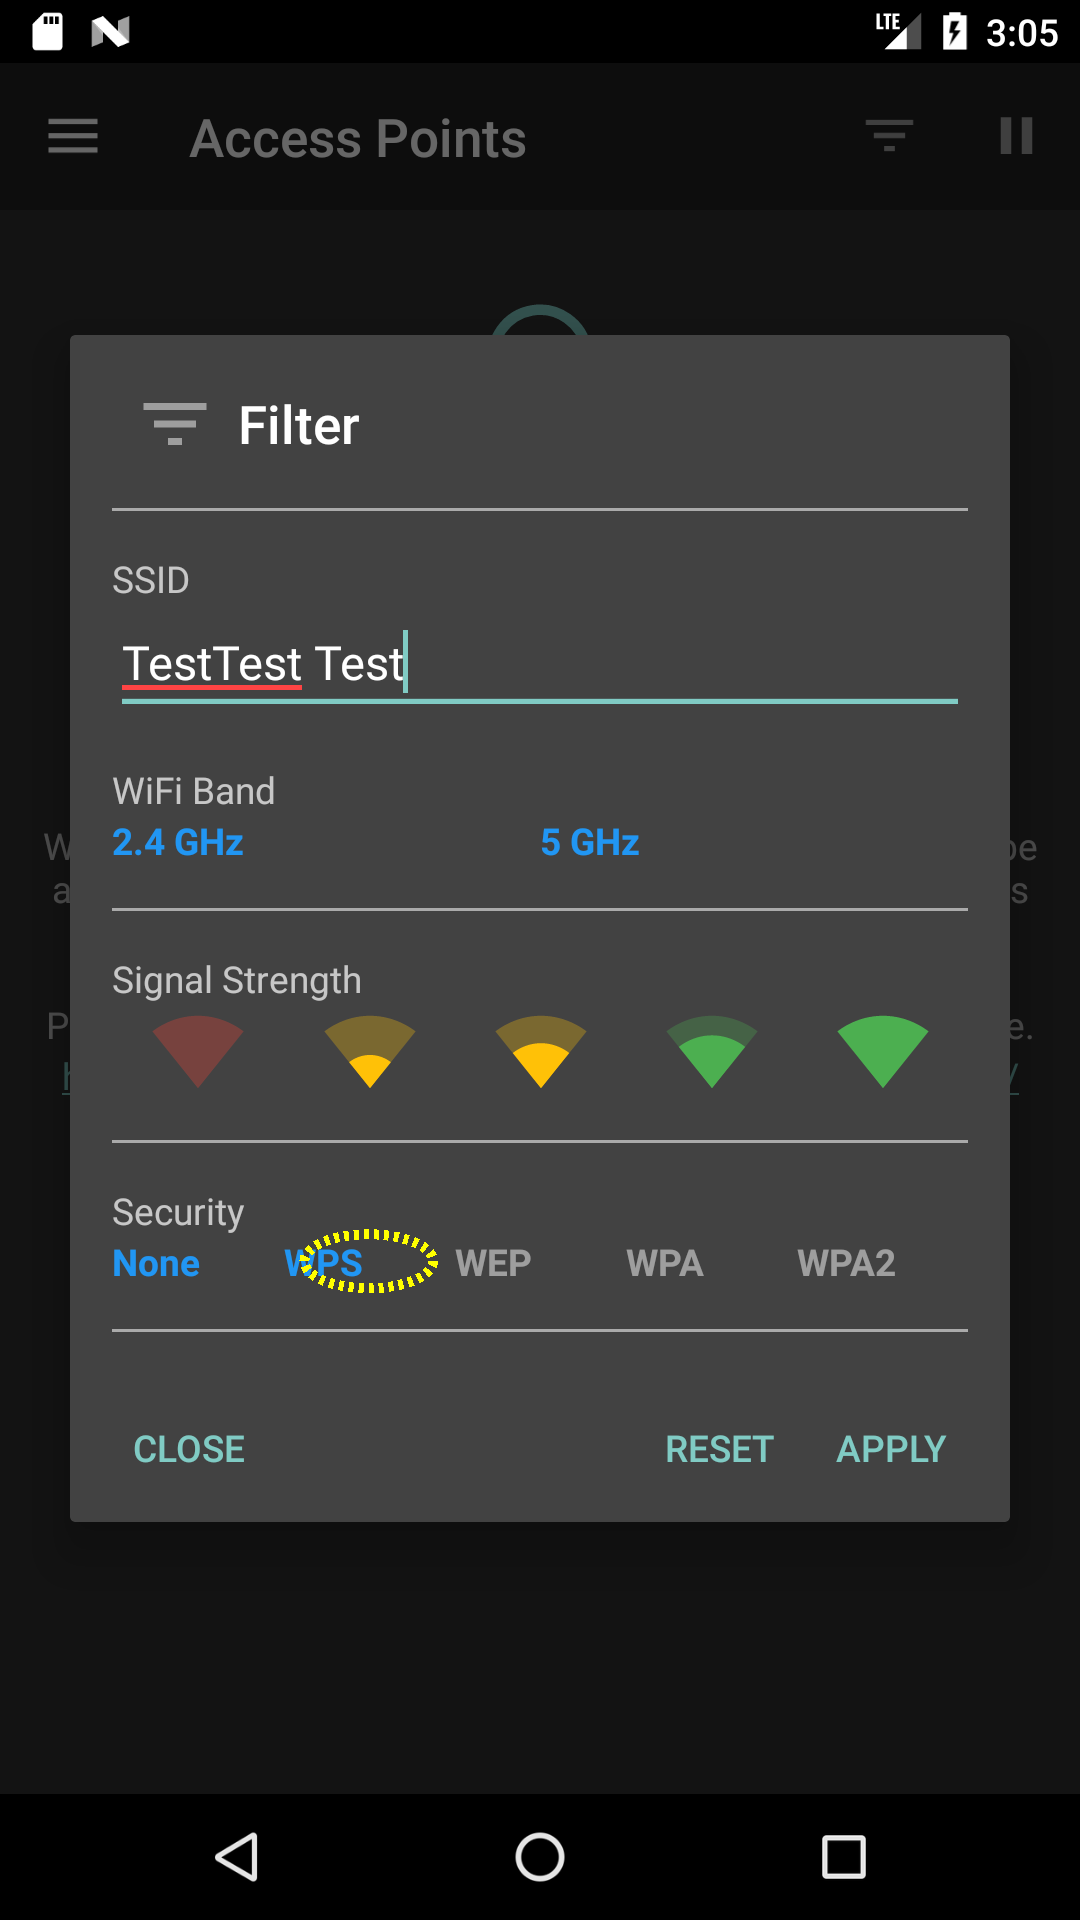 LTE 3:05
Access Points
Filter
SSID
TestTest Test
WiFi Band
2.4 GHz 5 GHz
Signal Strength
Security
None WPS WEP WPA WPA2
CLOSE RESET APPLY